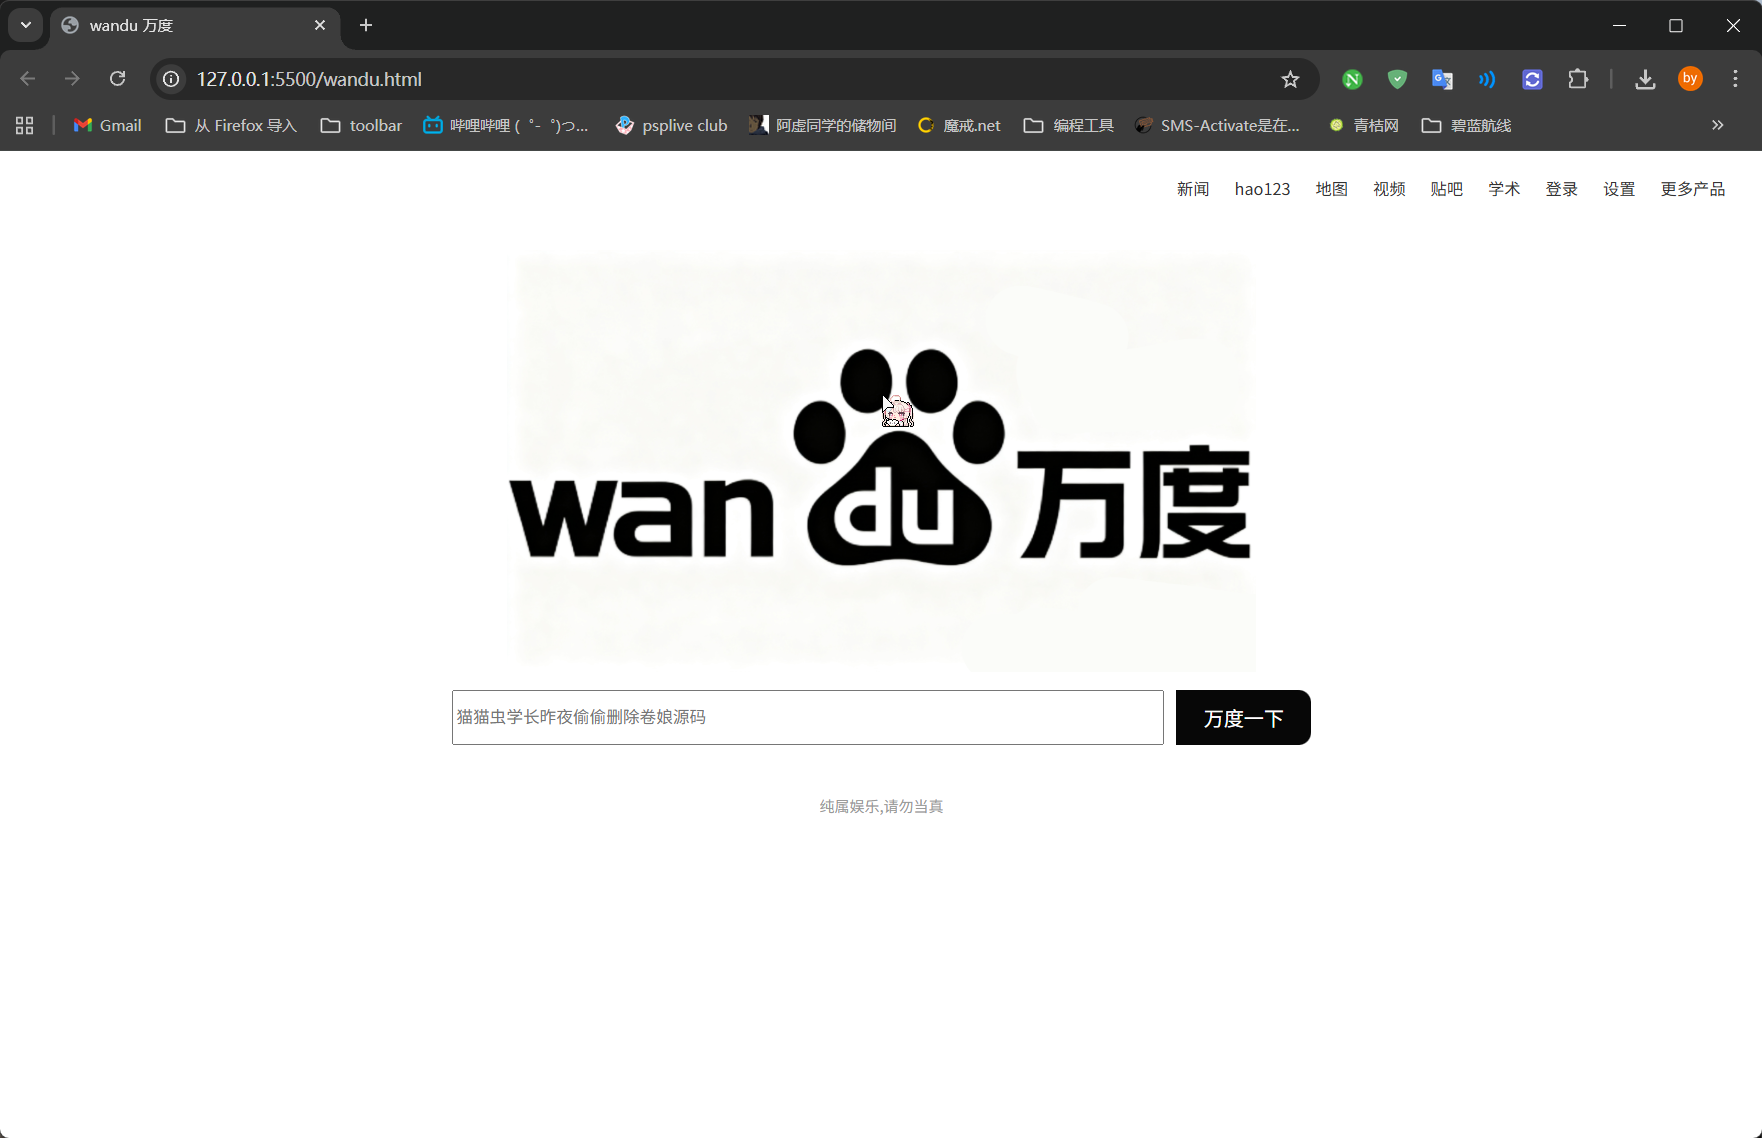 wandu 万度
127.0.0.1:5500/wandu.html
by
Gmail
从 Firefox 导入
toolbar
哔哩哔哩 ( ゜- ゜)つ...
psplive club
阿虚同学的储物间
魔戒.net
编程工具
SMS-Activate是在...
青桔网
碧蓝航线
新闻 hao123 地图 视频 贴吧 学术 登录 设置 更多产品
wan du 万度
猫猫虫学长昨夜偷偷删除卷娘源码
万度一下
纯属娱乐,请勿当真